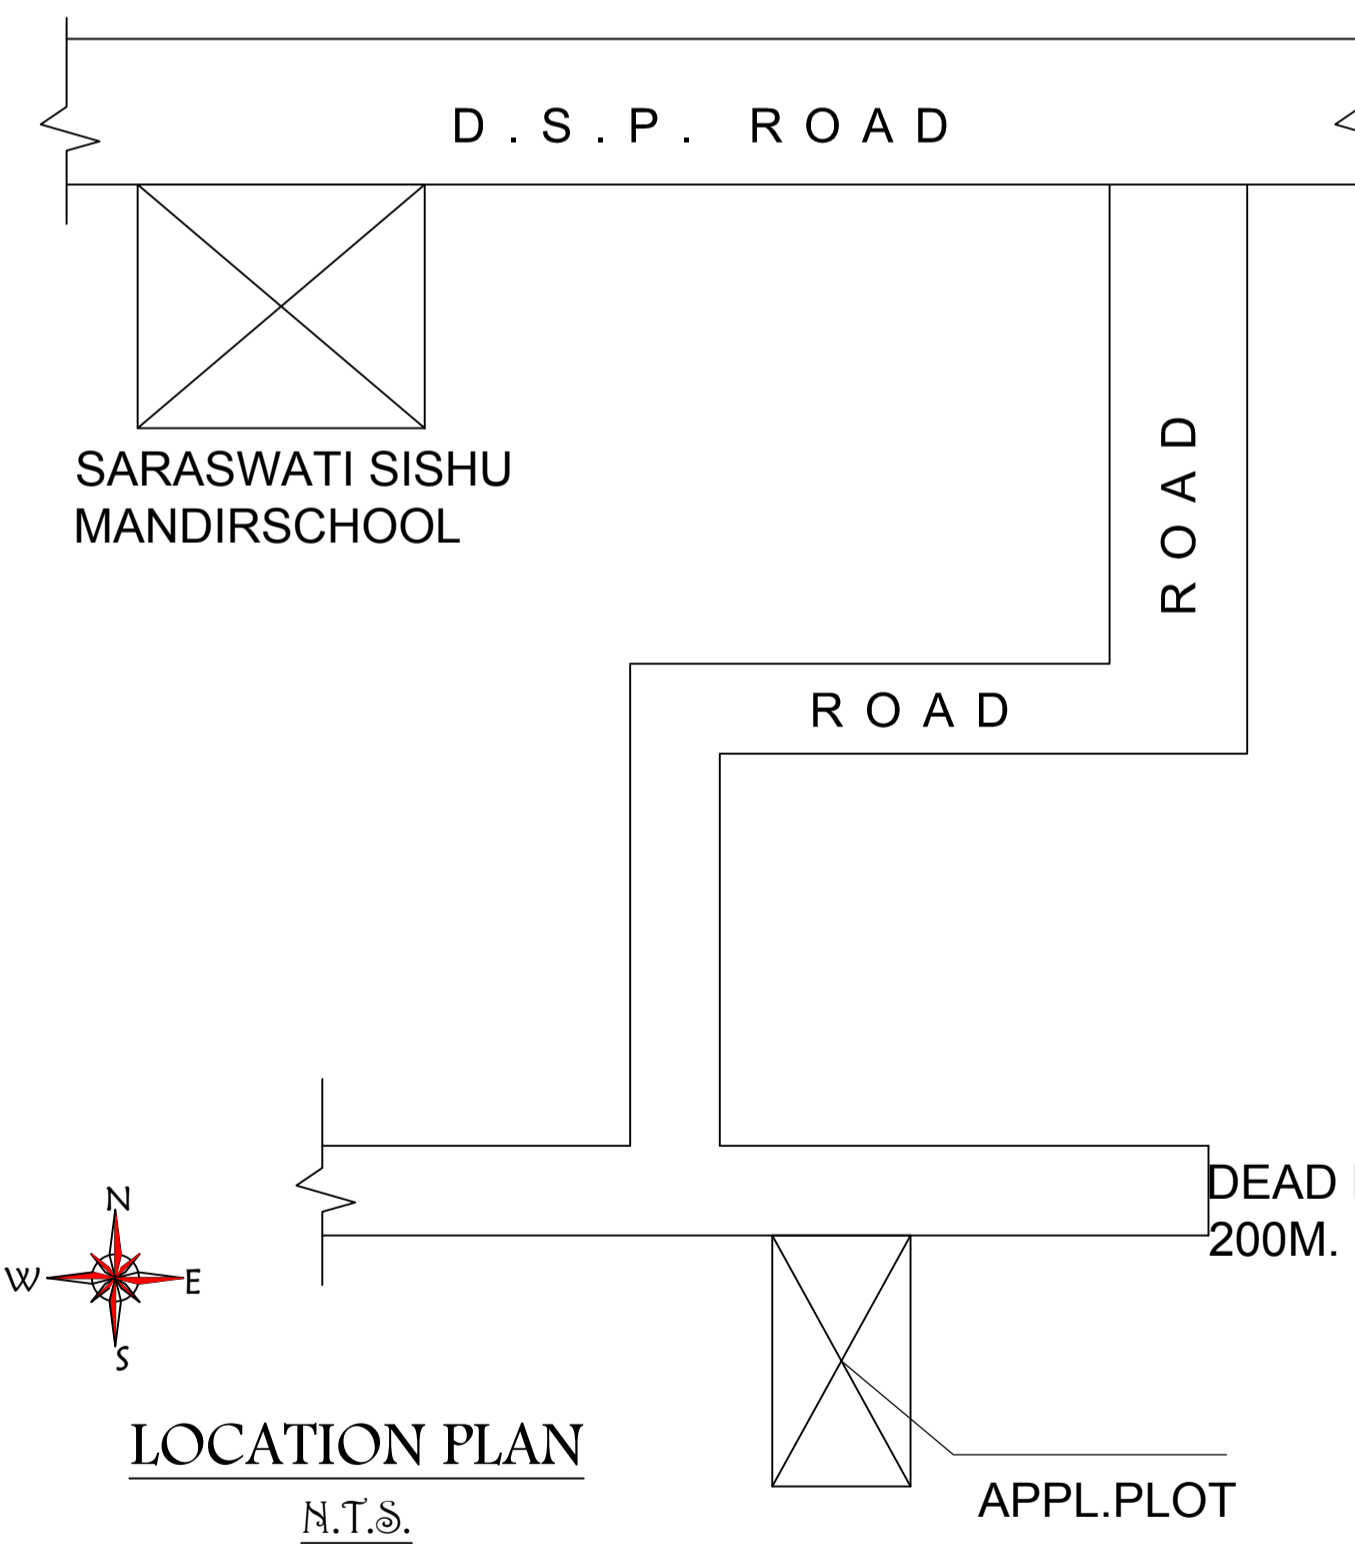 D.S.P. ROAD
SARASWATI SISHU
MANDIRSCHOOL
ROAD
ROAD
DEAD
200M.
N
W
E
S
LOCATION PLAN
N.T.S.
APPL.PLOT